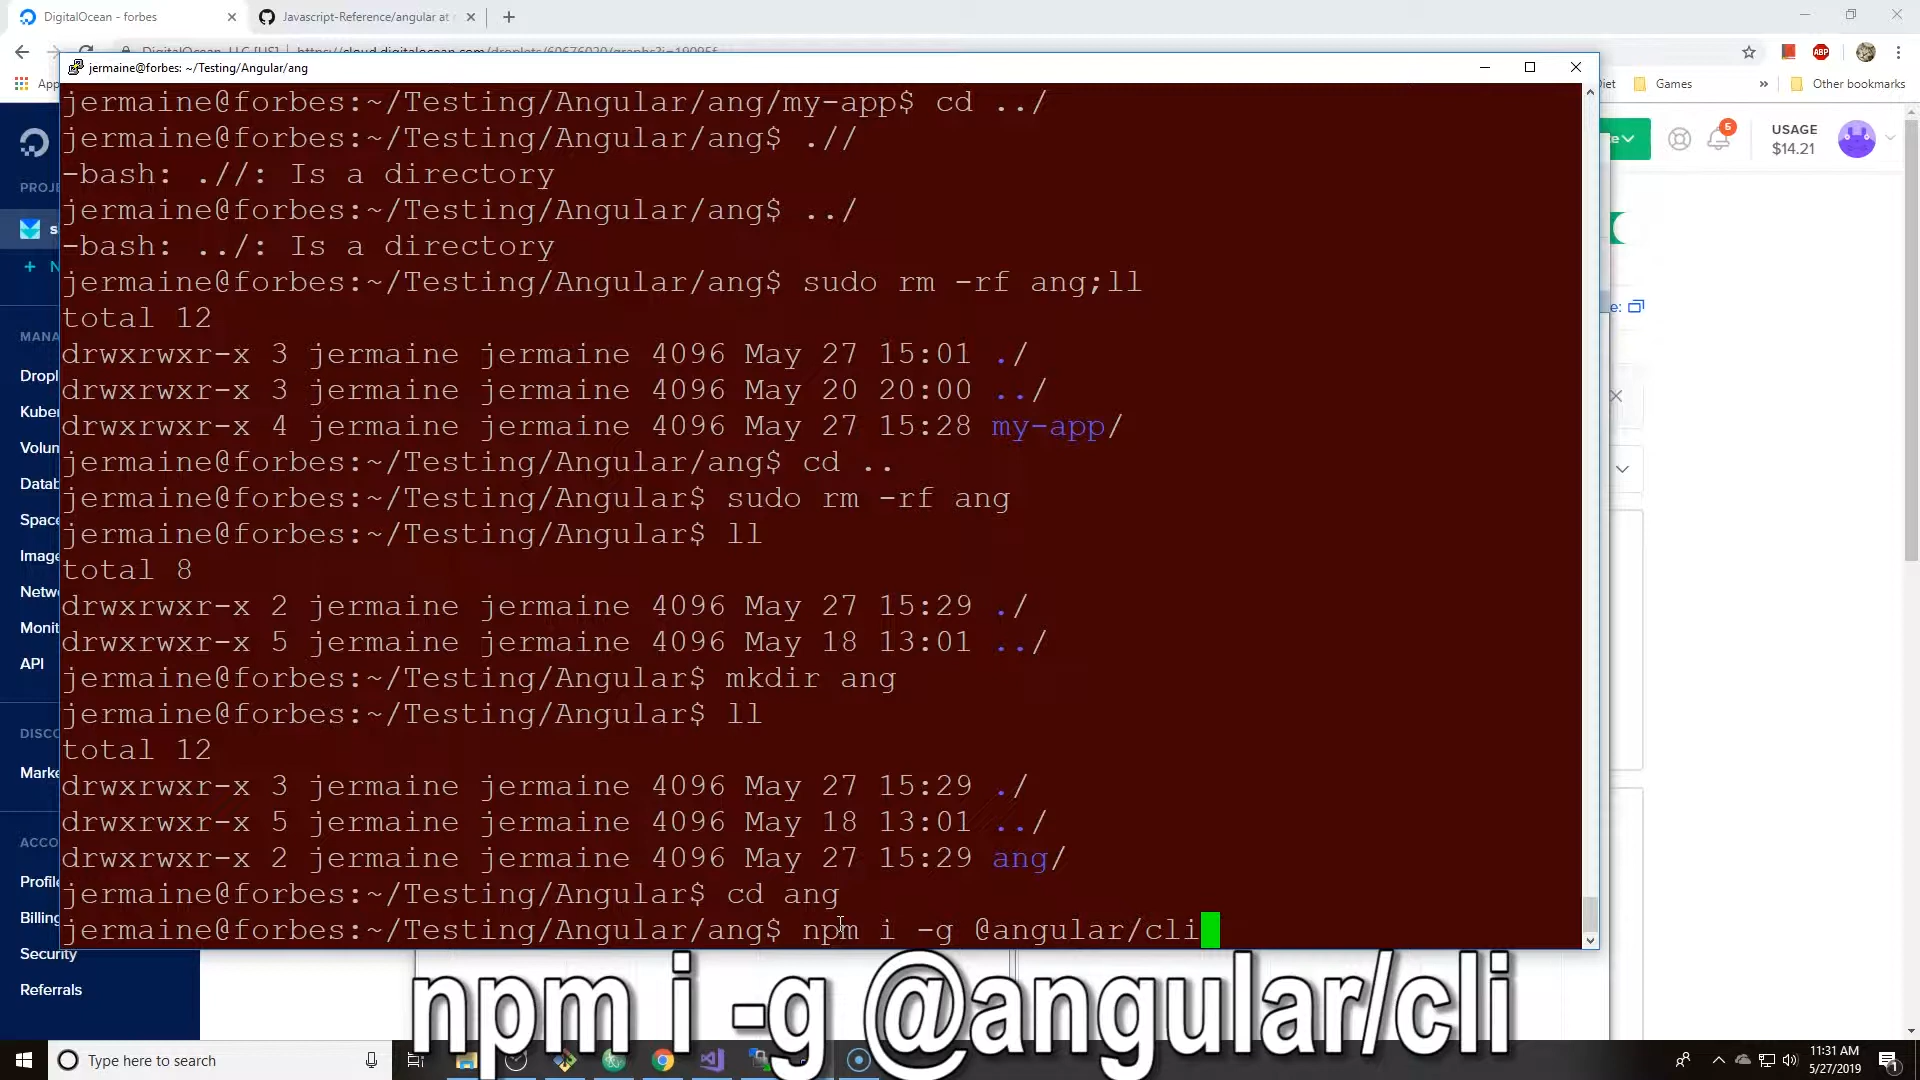 DigitalOcean - forbes
Javascript-Reference/angular at
DigitalOcean, LLC [US] | https://cloud.digitalocean.com/droplets/60676020/graphs?i=19095f
ABP
App
Diet
Games
Other bookmarks
jermaine@forbes: ~/Testing/Angular/ang
jermaine@forbes:~/Testing/Angular/ang/my-app$ cd ../
jermaine@forbes:~/Testing/Angular/ang$ .//
-bash: .//: Is a directory
jermaine@forbes:~/Testing/Angular/ang$ ../
-bash: ../: Is a directory
jermaine@forbes:~/Testing/Angular/ang$ sudo rm -rf ang;ll
total 12
drwxrwxr-x 3 jermaine jermaine 4096 May 27 15:01 ./
drwxrwxr-x 3 jermaine jermaine 4096 May 20 20:00 ../
drwxrwxr-x 4 jermaine jermaine 4096 May 27 15:28 my-app/
jermaine@forbes:~/Testing/Angular/ang$ cd ..
jermaine@forbes:~/Testing/Angular$ sudo rm -rf ang
jermaine@forbes:~/Testing/Angular$ ll
total 8
drwxrwxr-x 2 jermaine jermaine 4096 May 27 15:29 ./
drwxrwxr-x 5 jermaine jermaine 4096 May 18 13:01 ../
jermaine@forbes:~/Testing/Angular$ mkdir ang
jermaine@forbes:~/Testing/Angular$ ll
total 12
drwxrwxr-x 3 jermaine jermaine 4096 May 27 15:29 ./
drwxrwxr-x 5 jermaine jermaine 4096 May 18 13:01 ../
drwxrwxr-x 2 jermaine jermaine 4096 May 27 15:29 ang/
jermaine@forbes:~/Testing/Angular$ cd ang
jermaine@forbes:~/Testing/Angular/ang$ npm i -g @angular/cli
PROJE
s
+ N
MANA
Dropl
Kuber
Volum
Datab
Space
Image
Netw
Monit
API
DISCO
Marke
ACCO
Profile
Billing
Security
Referrals
6
USAGE
$14.21
e:
npm i -g @angular/cli
Type here to search
11:31 AM
5/27/2019
1